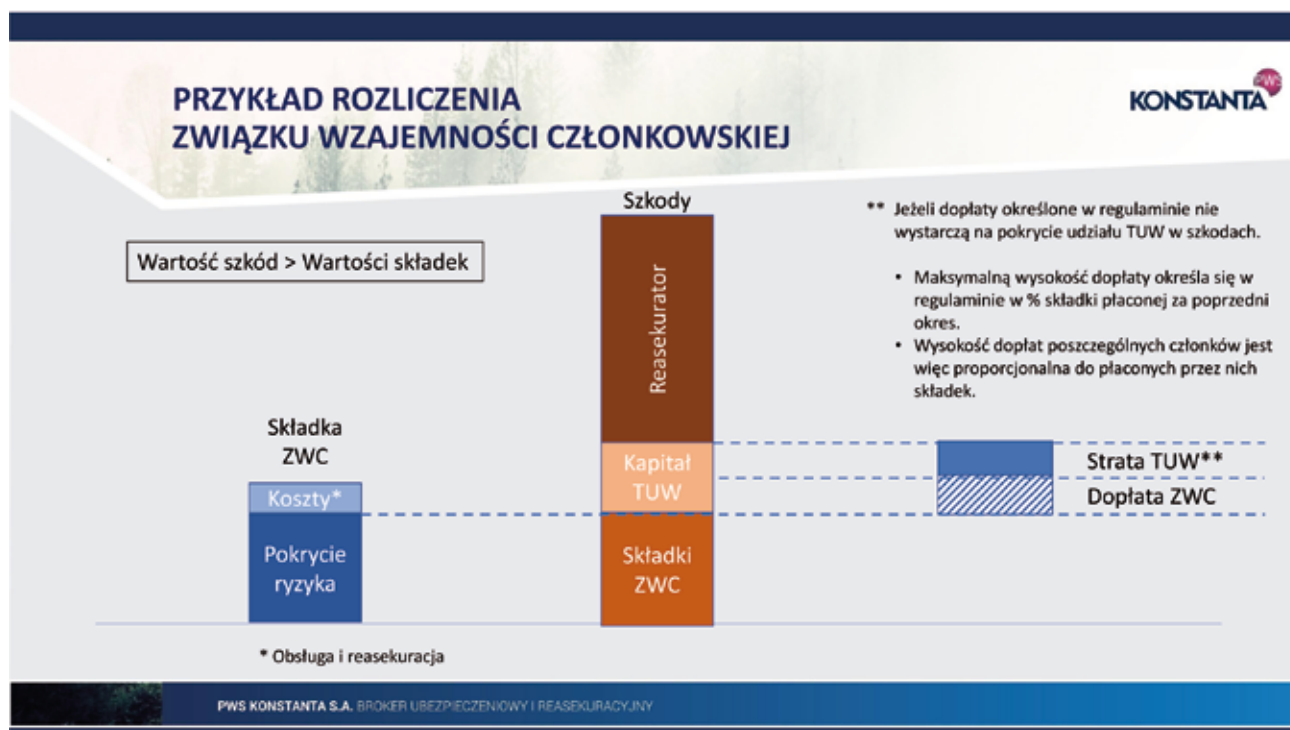 PRZYKŁAD ROZLICZENIA
ZWIĄZKU WZAJEMNOŚCI CZŁONKOWSKIEJ
PWS
KONSTANTA
Wartość szkód > Wartości składek
Składka
ZWC
Koszty*
Pokrycie
ryzyka
Szkody
Reasekurator
Kapitał
TUW
Składki
ZWC
** Jeżeli dopłaty określone w regulaminie nie
wystarczą na pokrycie udziału TUW w szkodach.
• Maksymalną wysokość dopłaty określa się w
regulaminie w % składki płaconej za poprzedni
okres.
• Wysokość dopłat poszczególnych członków jest
więc proporcjonalna do płaconych przez nich
składek.
Strata TUW**
Dopłata ZWC
* Obsługa i reasekuracja
PWS KONSTANTA S.A. BROKER UBEZPIECZENIOWY I REASEKURACYJNY